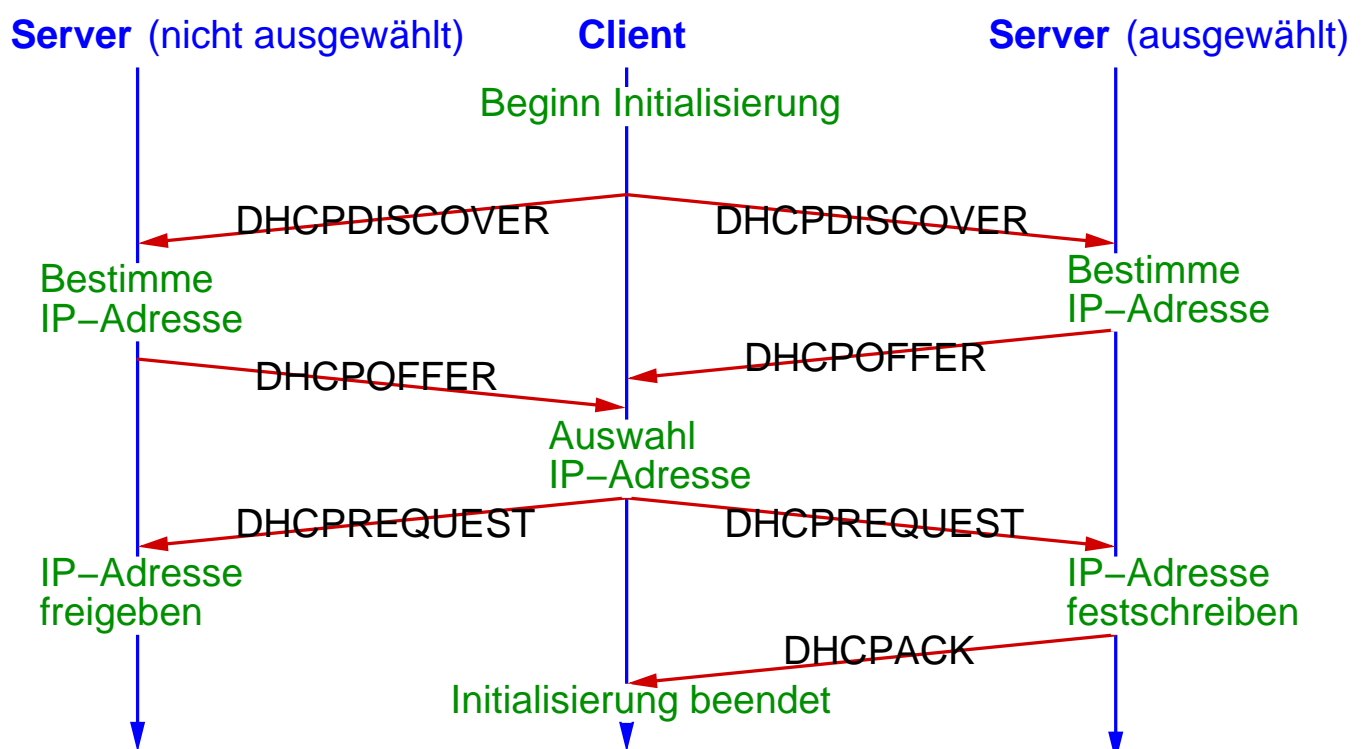 Server (nicht ausgewählt)
Client
Server (ausgewählt)
Beginn Initialisierung
DHCPDISCOVER
DHCPDISCOVER
Bestimme
IP−Adresse
Bestimme
IP−Adresse
DHCPOFFER
DHCPOFFER
Auswahl
IP−Adresse
DHCPREQUEST
DHCPREQUEST
IP−Adresse
freigeben
IP−Adresse
festschreiben
DHCPACK
Initialisierung beendet